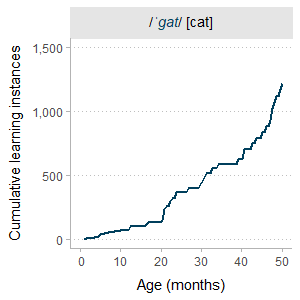 /ˈgat/ [cat]
Cumulative learning instances
1,500
1,000
500
0
0 10 20 30 40 50
Age (months)